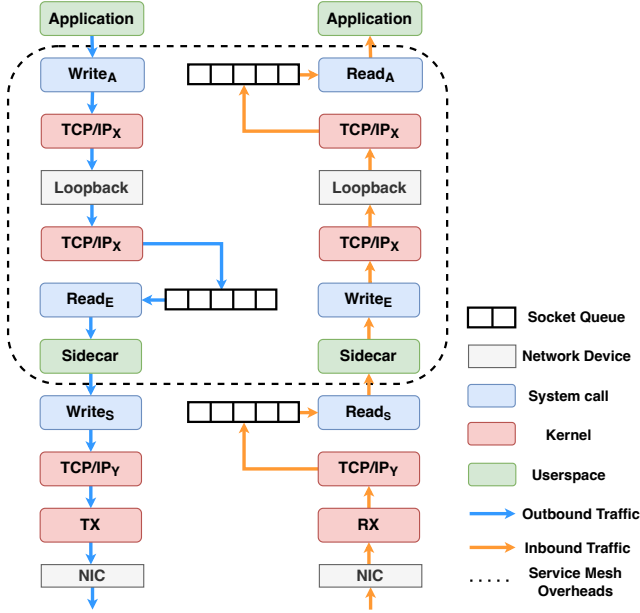 Application
Application
WriteA
ReadA
TCP/IPX
TCP/IPX
Loopback
Loopback
TCP/IPX
TCP/IPX
ReadE
WriteE
Socket Queue
Sidecar
Sidecar
Network Device
WriteS
ReadS
System call
Kernel
TCP/IPY
TCP/IPY
Userspace
TX
RX
Outbound Traffic
Inbound Traffic
NIC
NIC
Service Mesh
Overheads